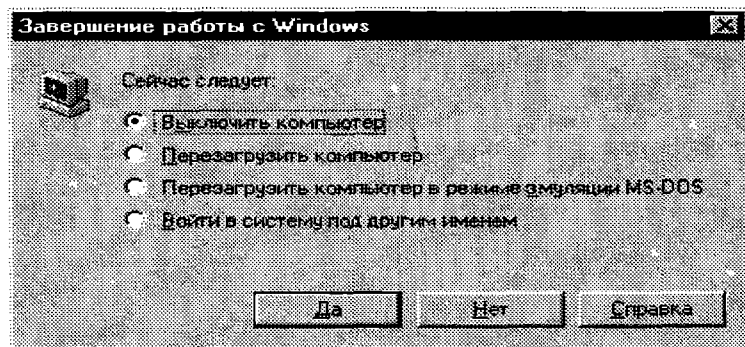 Завершение работы с Windows
Сейчас следует:
Выключить компьютер
Перезагрузить компьютер
Перезагрузить компьютер в режиме эмуляции MS-DOS
Войти в систему под другим именем
Да Нет Справка